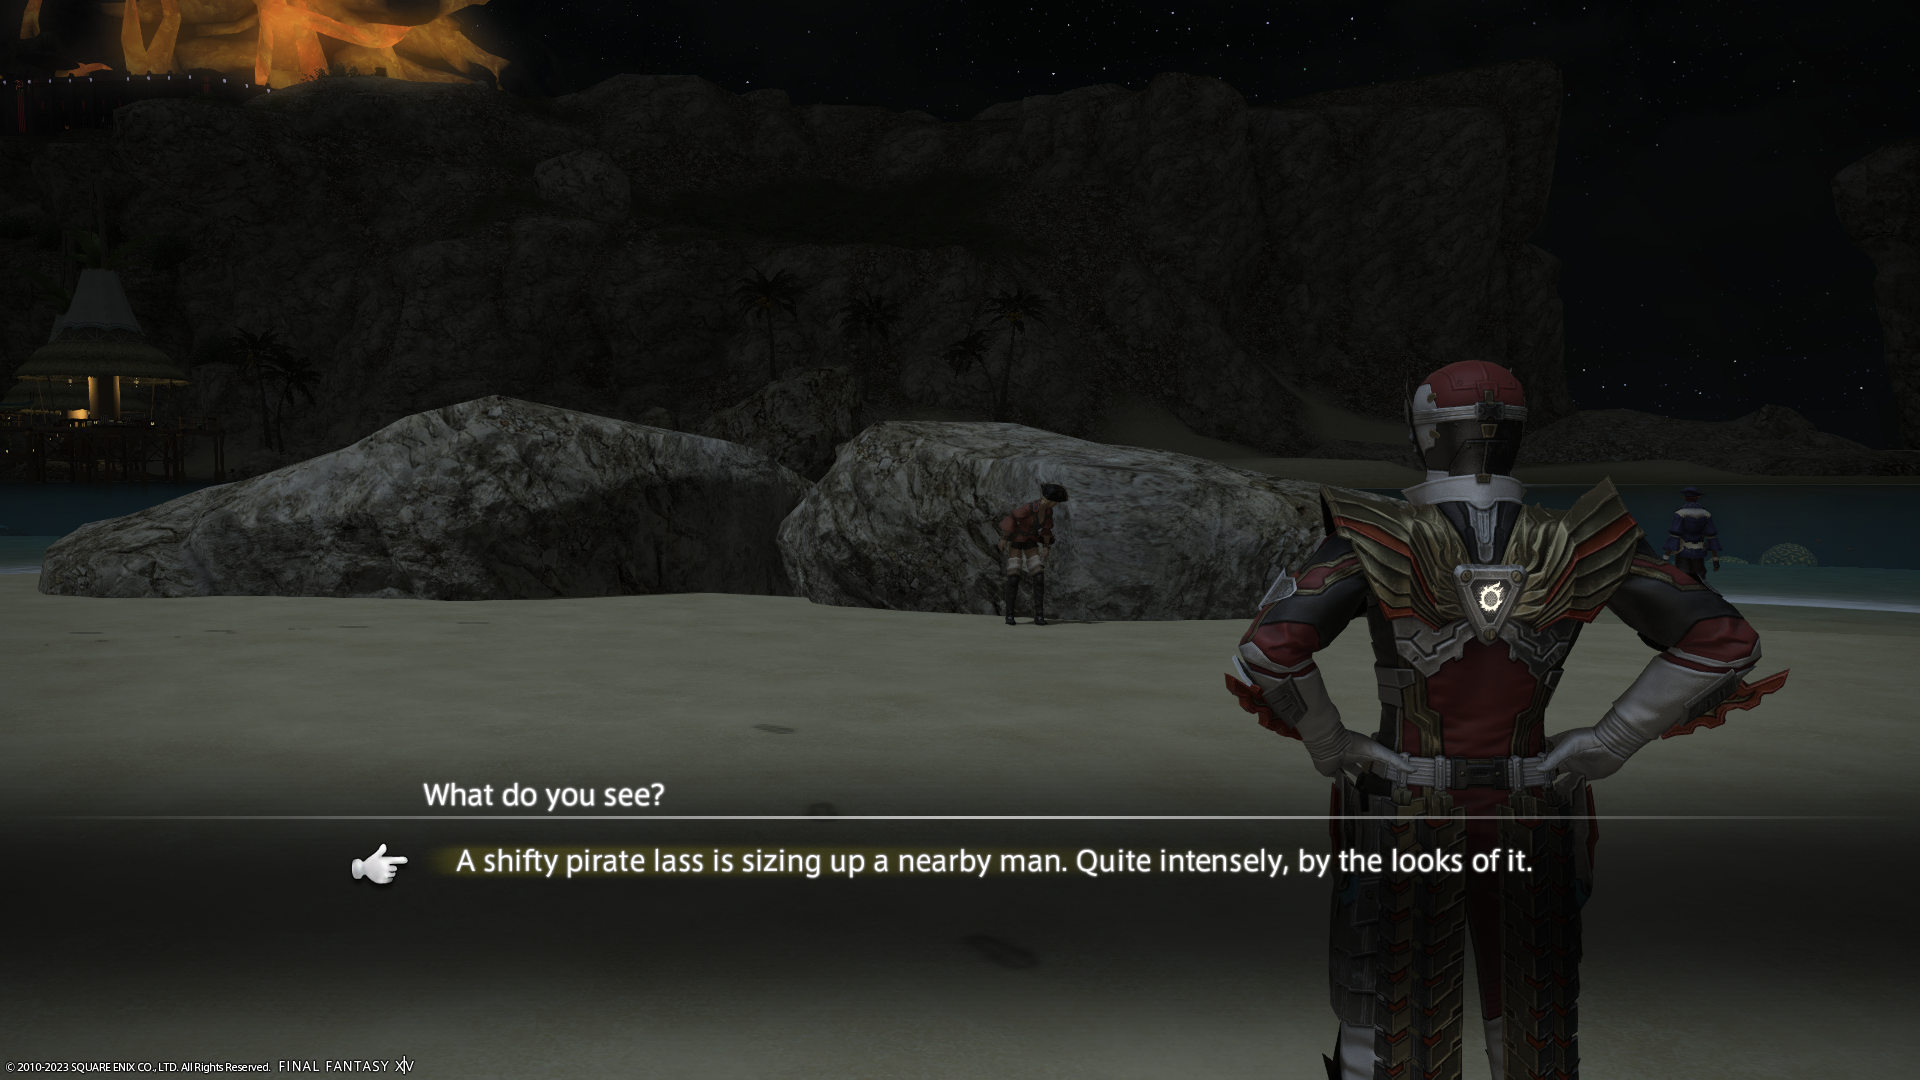 What do you see?
A shifty pirate lass is sizing up a nearby man. Quite intensely, by the looks of it.
© 2010-2023 SQUARE ENIX CO., LTD. All Rights Reserved. FINAL FANTASY XIV